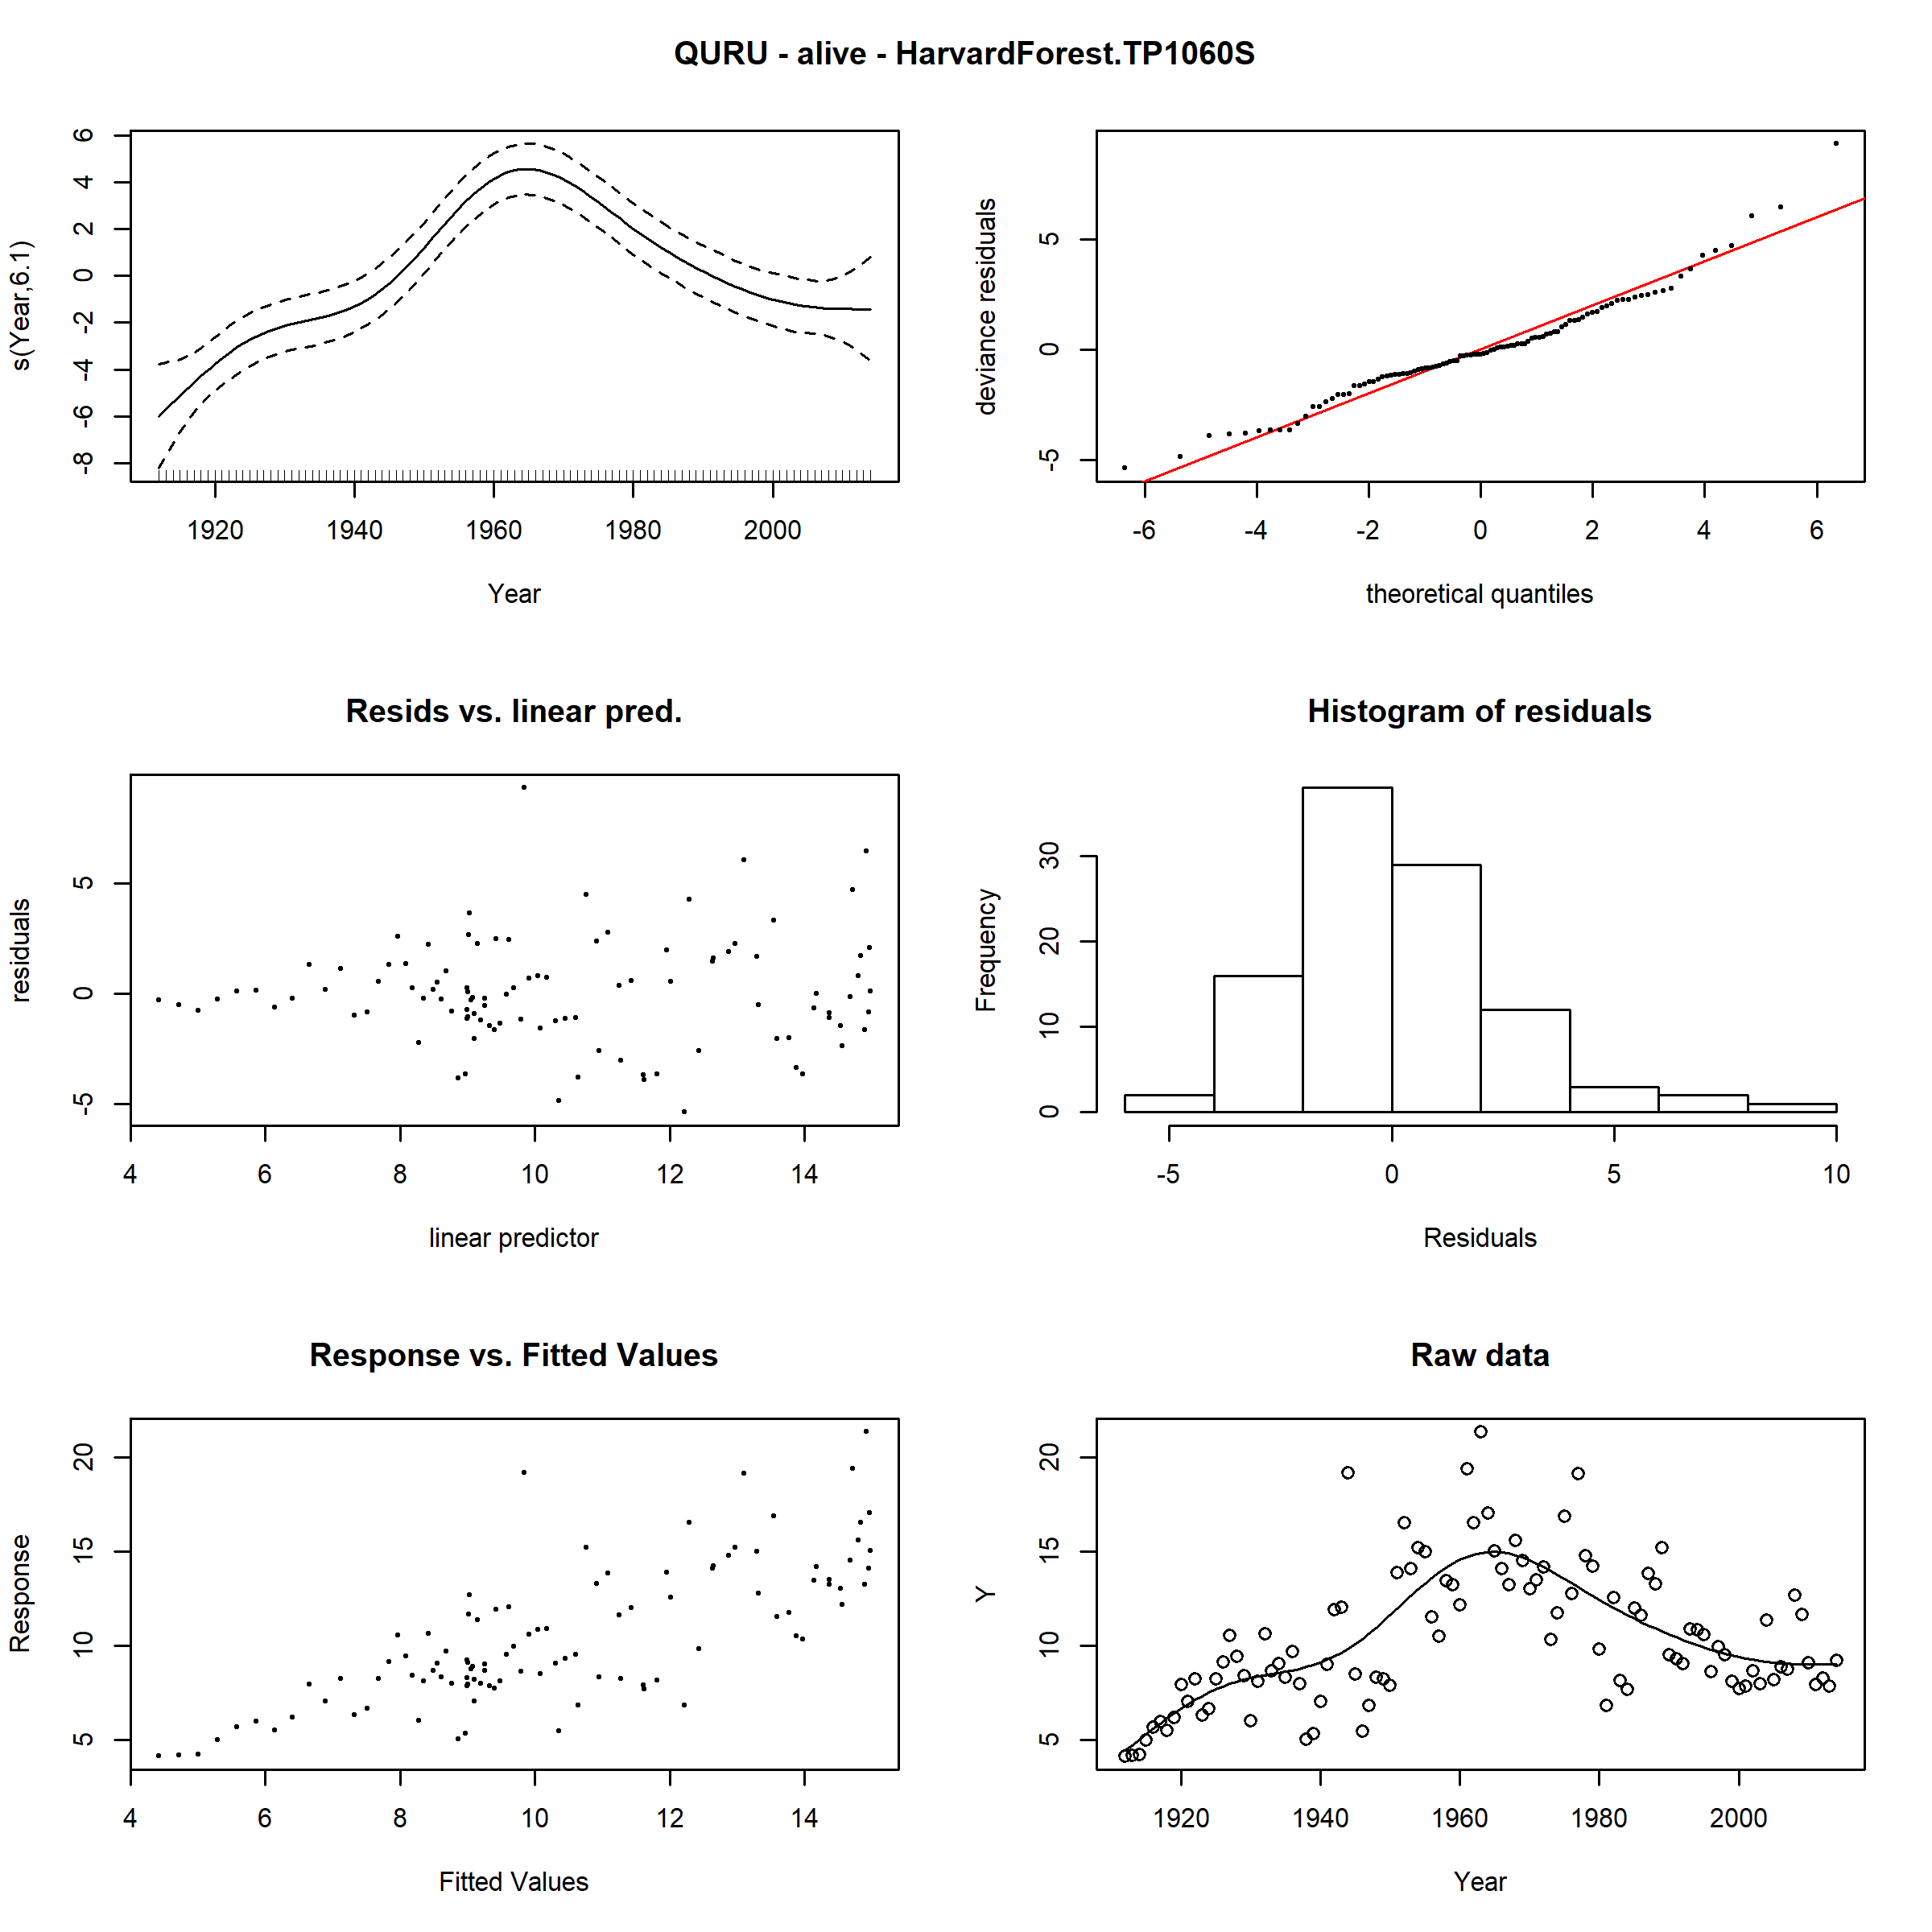 QURU - alive - HarvardForest.TP1060S
s(Year,6.1)
6
4
2
0
-2
-4
-6
-8
1920 1940 1960 1980 2000
Year
deviance residuals
5
0
-5
-6 -4 -2 0 2 4 6
theoretical quantiles
Resids vs. linear pred.
residuals
5
0
-5
4 6 8 10 12 14
linear predictor
Histogram of residuals
Frequency
30
20
10
0
-5 0 5 10
Residuals
Response vs. Fitted Values
Response
20
15
10
5
4 6 8 10 12 14
Fitted Values
Raw data
Y
20
15
10
5
1920 1940 1960 1980 2000
Year